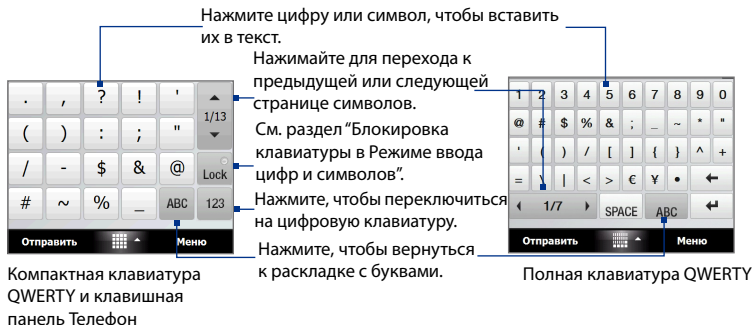 Нажмите цифру или символ, чтобы вставить
их в текст.
Нажимайте для перехода к
предыдущей или следующей
странице символов.
См. раздел “Блокировка
клавиатуры в Режиме ввода
цифр и символов”.
Нажмите, чтобы переключиться
на цифровую клавиатуру.
Нажмите, чтобы вернуться
к раскладке с буквами.
. , ? ! '
1/13
( ) : ; "
/ - $ & @ Lock
# ~ % _ ABC 123
Отправить Меню
Компактная клавиатура
QWERTY и клавишная
панель Телефон
1 2 3 4 5 6 7 8 9 0
@ # $ % & ; _ ~ * "
' ( ) / [ ] { } ^ +
= \ | < > € ¥ • ←
1/7 SPACE ABC ↵
Отправить Меню
Полная клавиатура QWERTY